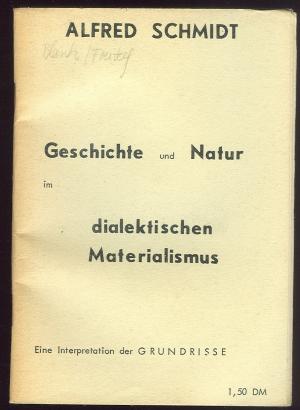 ALFRED SCHMIDT
Geschichte und Natur
im
dialektischen
Materialismus
Eine Interpretation der GRUNDRISSE
1,50 DM